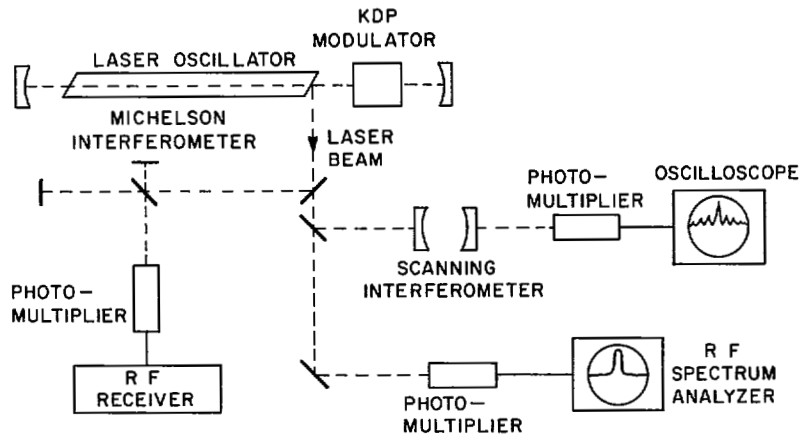 KDP
MODULATOR
LASER OSCILLATOR
MICHELSON
INTERFEROMETER
LASER
BEAM
PHOTO-
MULTIPLIER
OSCILLOSCOPE
SCANNING
INTERFEROMETER
PHOTO-
MULTIPLIER
R F
RECEIVER
PHOTO-
MULTIPLIER
R F
SPECTRUM
ANALYZER